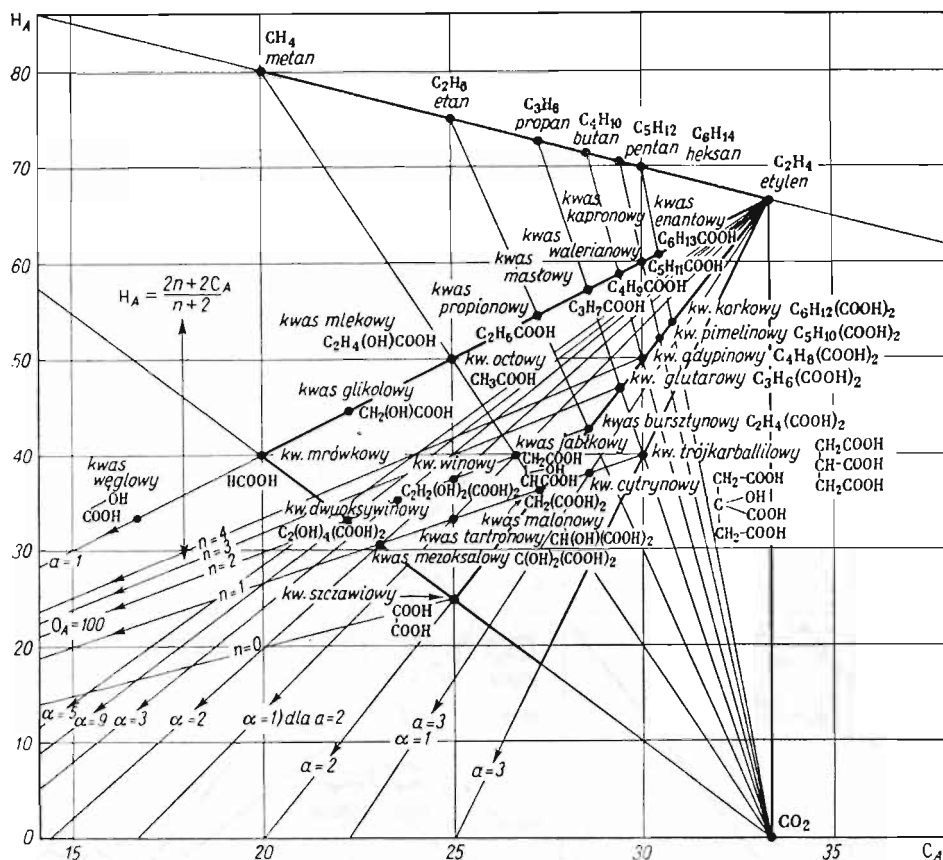 H_A
CH₄
metan
80
C₂H₆
etan
C₃H₈
propan
C₄H₁₀
butan
C₅H₁₂
pentan
C₆H₁₄
heksan
C₂H₄
etylen
70
kwas
kapronowy
kwas
enantowy
C₆H₁₃COOH
kwas
walerianowy
C₅H₁₁COOH
60
kwas
masłowy
C₄H₉COOH
C₃H₇COOH
H_A = 2n+2C_A / n+2
kwas
propionowy
C₂H₅COOH
kw. korkowy C₆H₁₂(COOH)₂
kw. pimelinowy C₅H₁₀(COOH)₂
kwas mlekowy
C₂H₄(OH)COOH
50
kw. octowy
CH₃COOH
kw. adypinowy C₄H₈(COOH)₂
kw. glutarowy C₃H₆(COOH)₂
kwas glikolowy
CH₂(OH)COOH
kwas bursztynowy C₂H₄(COOH)₂
40
kwas
węglowy
OH
COOH
kw. mrówkowy
HCOOH
kwas jabłkowy
CH₂COOH
OH
CHCOOH
kw. trójkarballilowy
CH₂COOH
CH-COOH
CH₂COOH
kw. winowy
C₂H₂(OH)₂(COOH)₂
kw. cytrynowy
CH₂-COOH
OH
C
COOH
CH₂-COOH
CH₂(COOH)₂
kwas malonowy
kw. dwuoksywinowy
C₂(OH)₄(COOH)₂
kwas tartronowy CH(OH)(COOH)₂
30
a=1
n=4
n=3
n=2
n=1
kwas mezoksalowy C(OH)₂(COOH)₂
kw. szczawiowy
COOH
COOH
O_A=100
20
n=0
α=5
α=9
α=3
α=2
α=1) dla a=2
a=3
α=1
10
a=2
a=3
CO₂
0
15
20
25
30
35
C_A